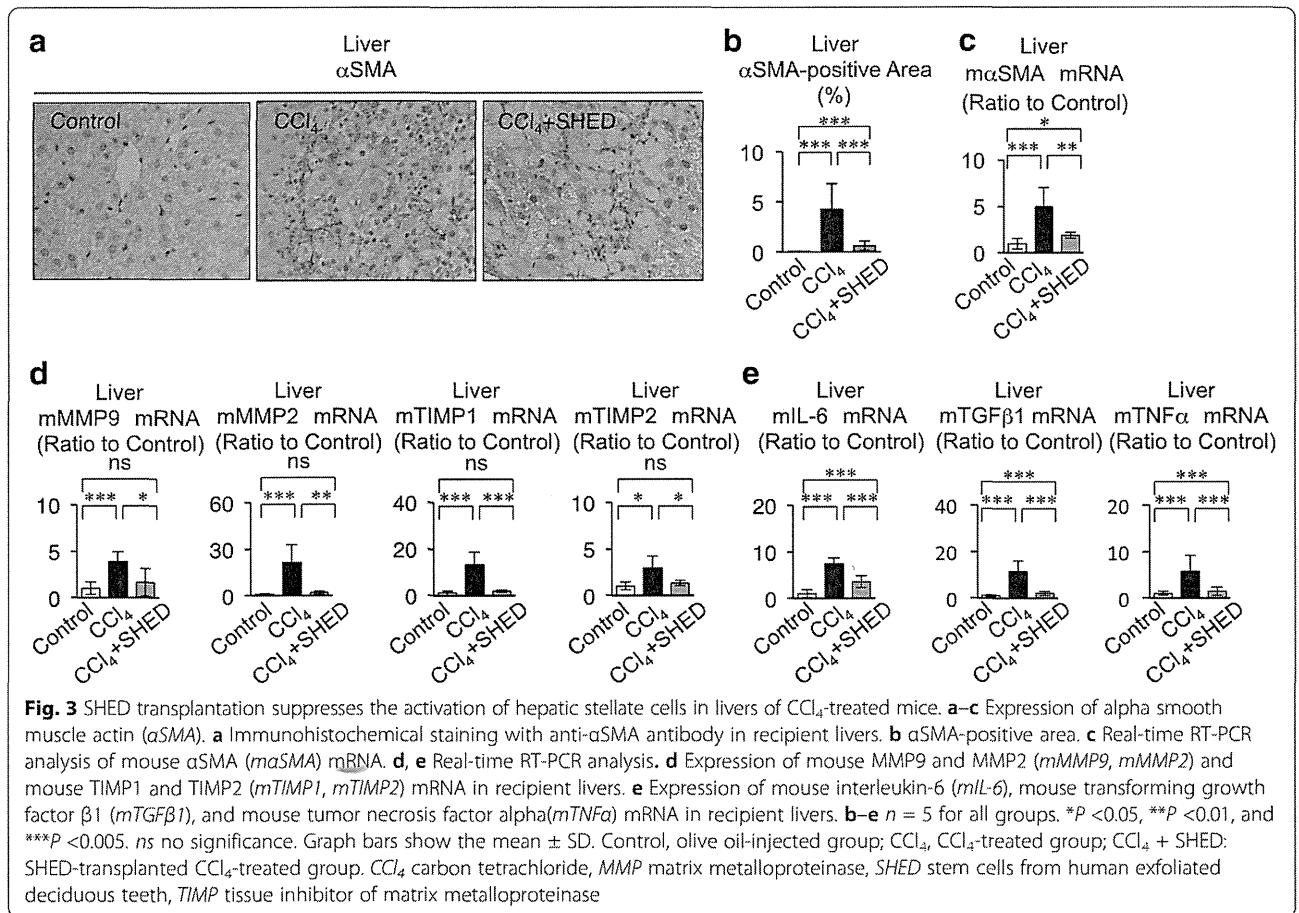 a
Liver
αSMA
Control
CCl₄
CCl₄+SHED
b
Liver
αSMA-positive Area
(%)
***
*** ***
10
5
0
Control
CCl₄
CCl₄+SHED
c
Liver
mαSMA mRNA
(Ratio to Control)
*
*** **
10
5
0
Control
CCl₄
CCl₄+SHED
d
Liver
mMMP9 mRNA
(Ratio to Control)
ns
*** *
10
5
0
Control
CCl₄
CCl₄+SHED
Liver
mMMP2 mRNA
(Ratio to Control)
ns
*** **
60
30
0
Control
CCl₄
CCl₄+SHED
Liver
mTIMP1 mRNA
(Ratio to Control)
ns
*** ***
40
20
0
Control
CCl₄
CCl₄+SHED
Liver
mTIMP2 mRNA
(Ratio to Control)
ns
* *
10
5
0
Control
CCl₄
CCl₄+SHED
e
Liver
mIL-6 mRNA
(Ratio to Control)
***
*** ***
20
10
0
Control
CCl₄
CCl₄+SHED
Liver
mTGFβ1 mRNA
(Ratio to Control)
***
*** ***
40
20
0
Control
CCl₄
CCl₄+SHED
Liver
mTNFα mRNA
(Ratio to Control)
***
*** ***
20
10
0
Control
CCl₄
CCl₄+SHED
Fig. 3 SHED transplantation suppresses the activation of hepatic stellate cells in livers of CCl₄-treated mice. a–c Expression of alpha smooth
muscle actin (αSMA). a Immunohistochemical staining with anti-αSMA antibody in recipient livers. b αSMA-positive area. c Real-time RT-PCR
analysis of mouse αSMA (mαSMA) mRNA. d, e Real-time RT-PCR analysis. d Expression of mouse MMP9 and MMP2 (mMMP9, mMMP2) and
mouse TIMP1 and TIMP2 (mTIMP1, mTIMP2) mRNA in recipient livers. e Expression of mouse interleukin-6 (mIL-6), mouse transforming growth
factor β1 (mTGFβ1), and mouse tumor necrosis factor alpha(mTNFα) mRNA in recipient livers. b–e n = 5 for all groups. *P <0.05, **P <0.01, and
***P <0.005. ns no significance. Graph bars show the mean ± SD. Control, olive oil-injected group; CCl₄, CCl₄-treated group; CCl₄ + SHED:
SHED-transplanted CCl₄-treated group. CCl₄ carbon tetrachloride, MMP matrix metalloproteinase, SHED stem cells from human exfoliated
deciduous teeth, TIMP tissue inhibitor of matrix metalloproteinase